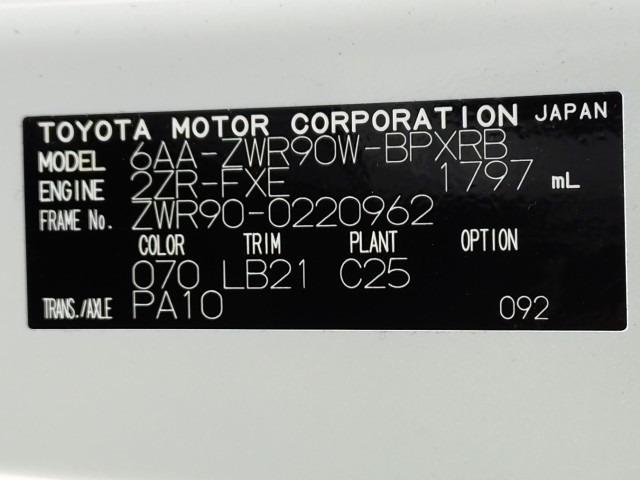 TOYOTA MOTOR CORPORATION JAPAN
MODEL 6AA-ZWR90W-BPXRB
ENGINE 2ZR-FXE 1797 mL
FRAME No. ZWR90-0220962
COLOR TRIM PLANT OPTION
070 LB21 C25
TRANS./AXLE PA10 092